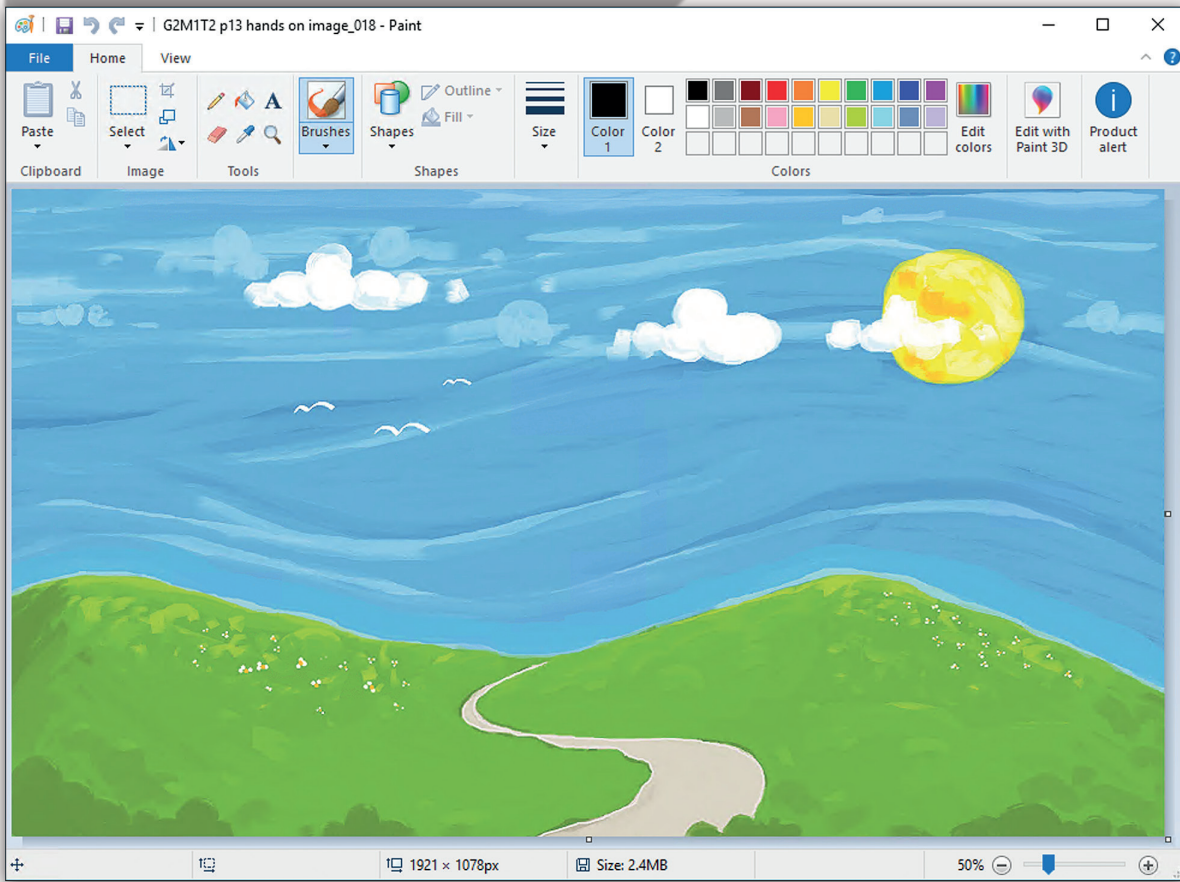 G2M1T2 p13 hands on image_018 - Paint
File Home View
?
Paste
Clipboard
Select
Image
A
Tools
Brushes
Shapes
Outline
Fill
Shapes
Size
Color
1
Color
2
Edit
colors
Colors
Edit with
Paint 3D
i
Product
alert
1921 × 1078px
Size: 2.4MB
50%